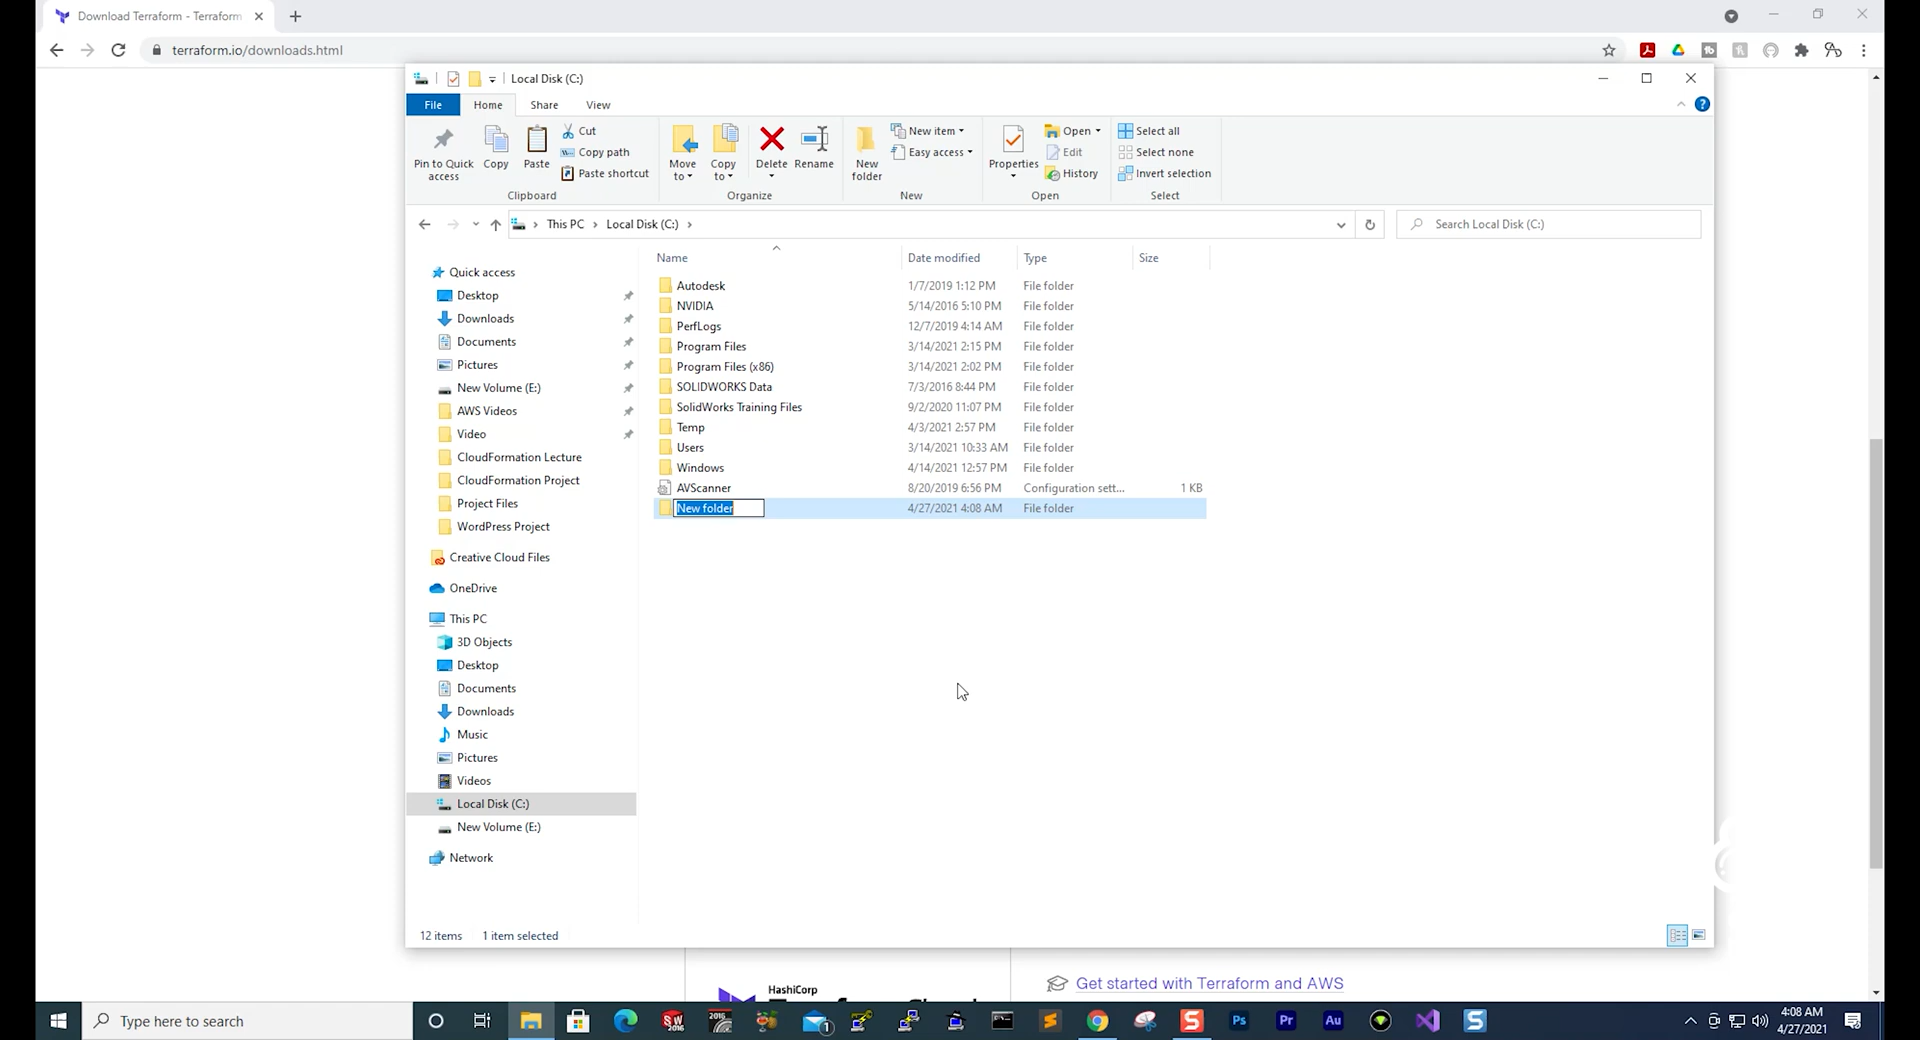 Download Terraform - Terraform
terraform.io/downloads.html
Local Disk (C:)
File Home Share View
Pin to Quick access
Copy
Paste
Cut
Copy path
Paste shortcut
Clipboard
Move to
Copy to
Delete
Rename
Organize
New folder
New item
Easy access
New
Properties
Open
Edit
History
Open
Select all
Select none
Invert selection
Select
This PC > Local Disk (C:) >
Search Local Disk (C:)
Name Date modified Type Size
Autodesk 1/7/2019 1:12 PM File folder
NVIDIA 5/14/2016 5:10 PM File folder
PerfLogs 12/7/2019 4:14 AM File folder
Program Files 3/14/2021 2:15 PM File folder
Program Files (x86) 3/14/2021 2:02 PM File folder
SOLIDWORKS Data 7/3/2016 8:44 PM File folder
SolidWorks Training Files 9/2/2020 11:07 PM File folder
Temp 4/3/2021 2:57 PM File folder
Users 3/14/2021 10:33 AM File folder
Windows 4/14/2021 12:57 PM File folder
AVScanner 8/20/2019 6:56 PM Configuration sett... 1 KB
New folder 4/27/2021 4:08 AM File folder
Quick access
Desktop
Downloads
Documents
Pictures
New Volume (E:)
AWS Videos
Video
CloudFormation Lecture
CloudFormation Project
Project Files
WordPress Project
Creative Cloud Files
OneDrive
This PC
3D Objects
Desktop
Documents
Downloads
Music
Pictures
Videos
Local Disk (C:)
New Volume (E:)
Network
12 items 1 item selected
HashiCorp
Get started with Terraform and AWS
Type here to search
SW
2016
2016
1
S
Ps
Pr
Au
S
4:08 AM
4/27/2021